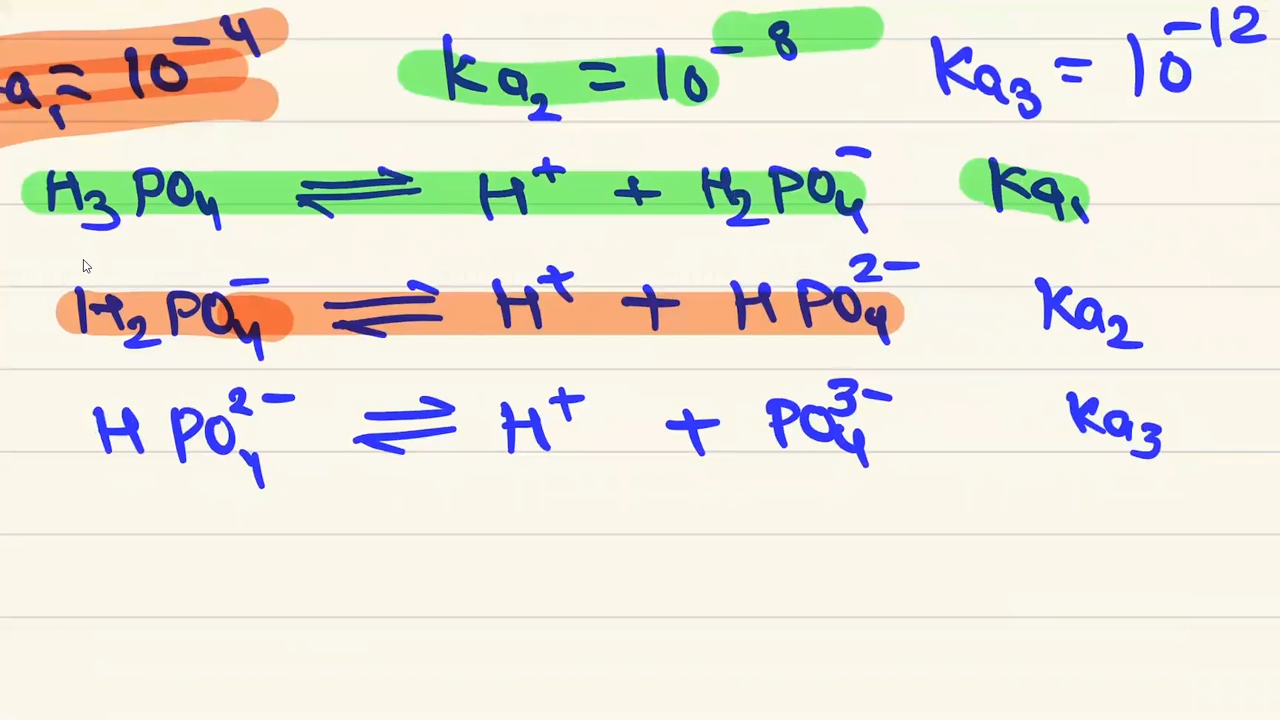 a₁ = 10⁻⁴ Ka₂ = 10⁻⁸ Ka₃ = 10⁻¹²
H₃PO₄ ⇌ H⁺ + H₂PO₄⁻ Ka₁
H₂PO₄⁻ ⇌ H⁺ + HPO₄²⁻ Ka₂
HPO₄²⁻ ⇌ H⁺ + PO₄³⁻ Ka₃